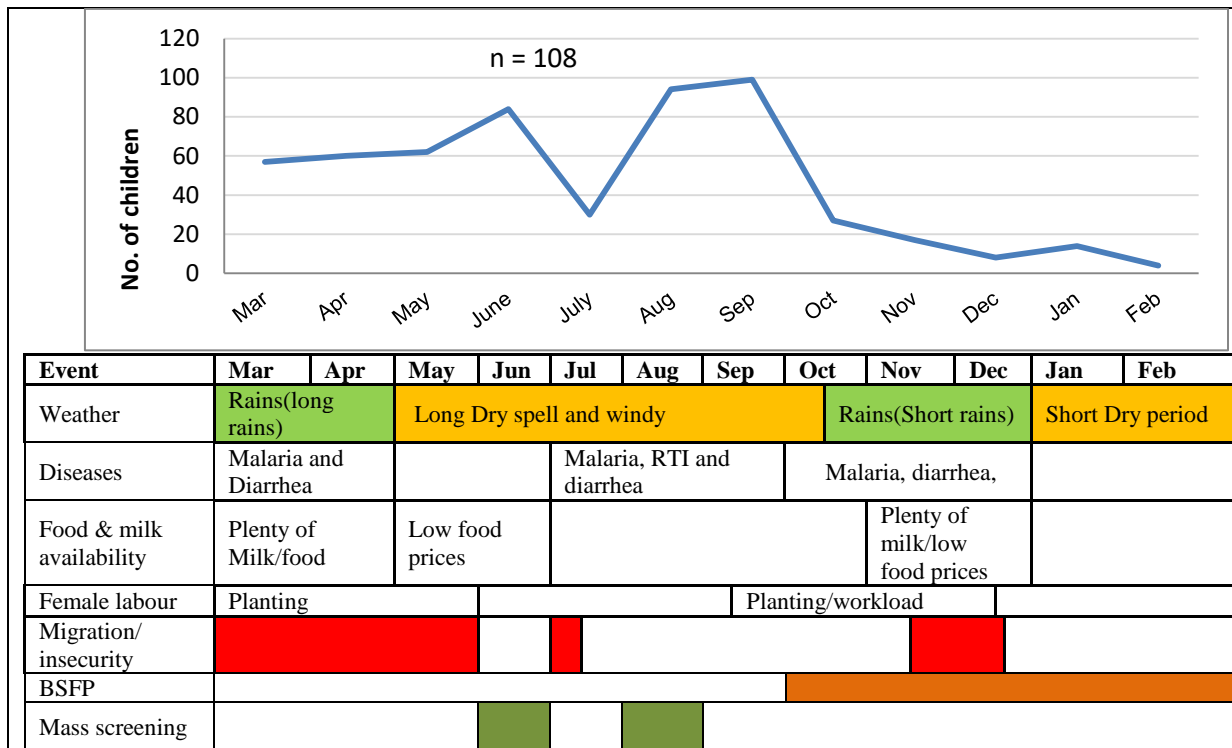 120
n = 108
100
80
60
40
20
0
No. of children
Mar Apr May June July Aug Sep Oct Nov Dec Jan Feb
Event Mar Apr May Jun Jul Aug Sep Oct Nov Dec Jan Feb
Weather
Rains(long
rains)
Long Dry spell and windy
Rains(Short rains)
Short Dry period
Diseases
Malaria and
Diarrhea
Malaria, RTI and
diarrhea
Malaria, diarrhea,
Food & milk
availability
Plenty of
Milk/food
Low food
prices
Plenty of
milk/low
food prices
Female labour
Planting
Planting/workload
Migration/
insecurity
BSFP
Mass screening